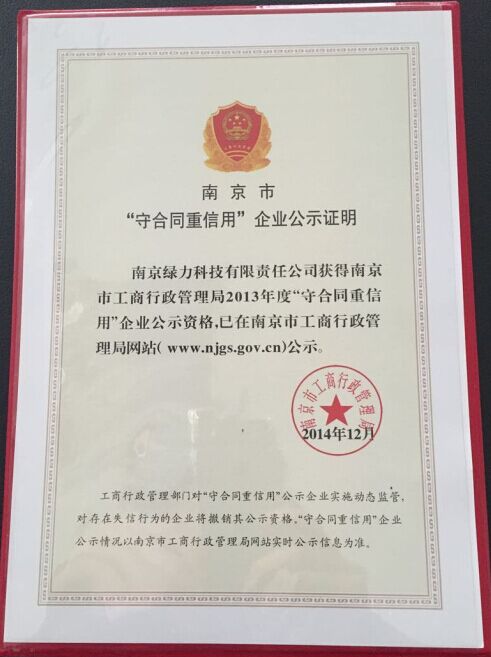 南京市
“守合同重信用”企业公示证明
南京绿力科技有限责任公司获得南京
市工商行政管理局2013年度“守合同重信
用”企业公示资格,已在南京市工商行政管
理局网站( www.njgs.gov.cn)公示。
南京市工商行政管理局
2014年12月
工商行政管理部门对“守合同重信用”公示企业实施动态监管,
对存在失信行为的企业将撤销其公示资格。“守合同重信用”企业
公示情况以南京市工商行政管理局网站实时公示信息为准。